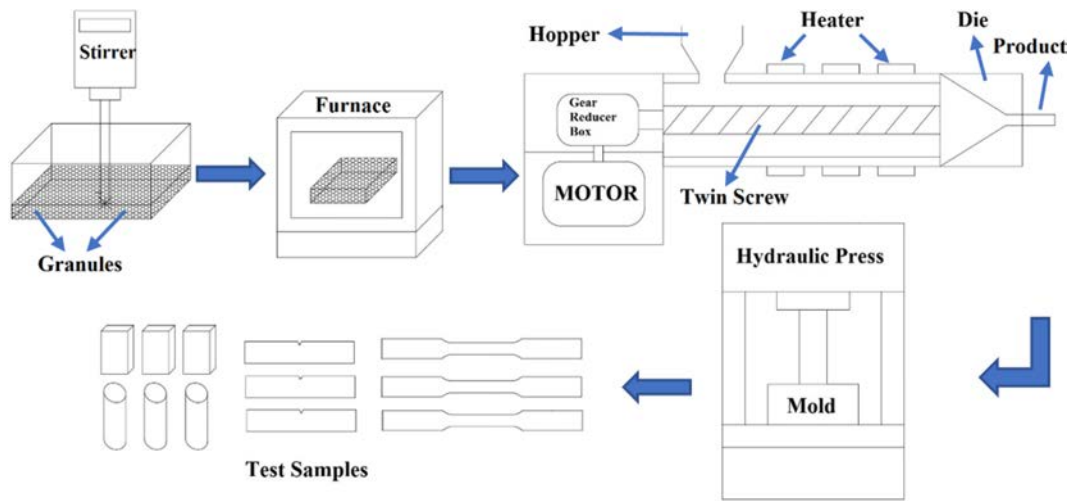 Stirrer
Granules
Furnace
Hopper
Heater
Die
Product
Gear
Reducer
Box
MOTOR
Twin Screw
Hydraulic Press
Mold
Test Samples